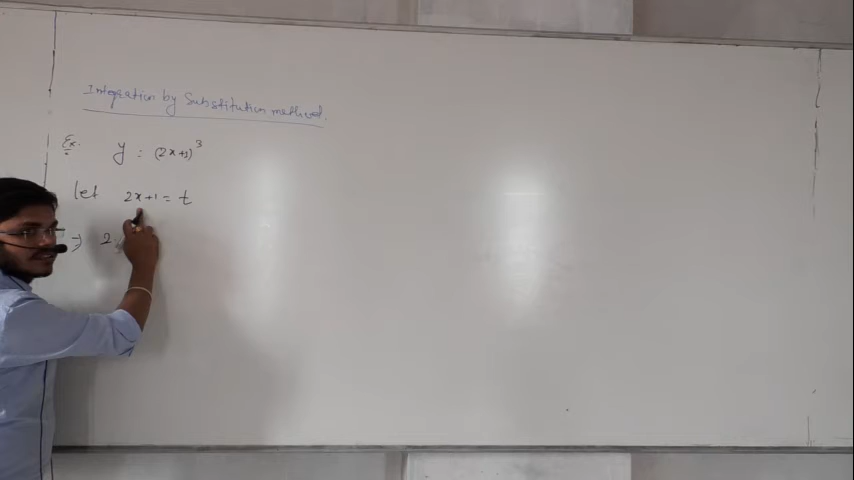 Integration by Substitution method.
Ex. y = (2x+1)³
let 2x+1 = t
⇒ 2